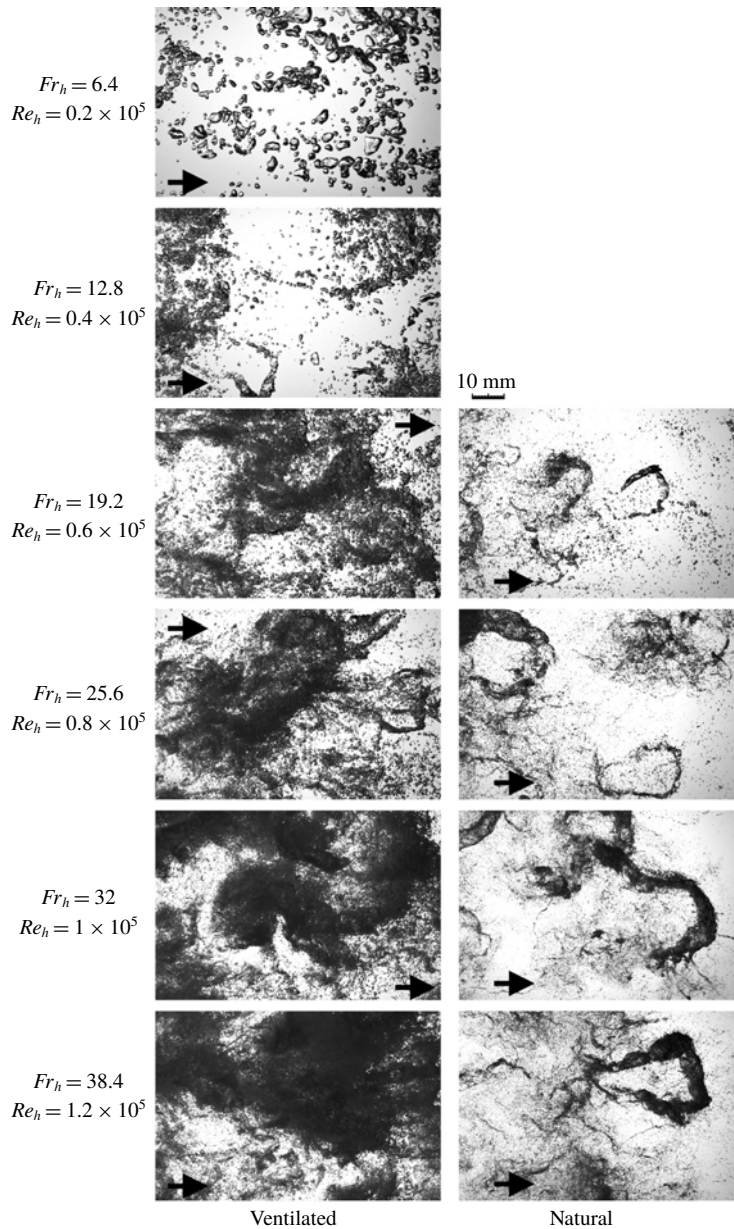 Fr_h = 6.4
Re_h = 0.2 × 10^5
Fr_h = 12.8
Re_h = 0.4 × 10^5
10 mm
Fr_h = 19.2
Re_h = 0.6 × 10^5
Fr_h = 25.6
Re_h = 0.8 × 10^5
Fr_h = 32
Re_h = 1 × 10^5
Fr_h = 38.4
Re_h = 1.2 × 10^5
Ventilated Natural